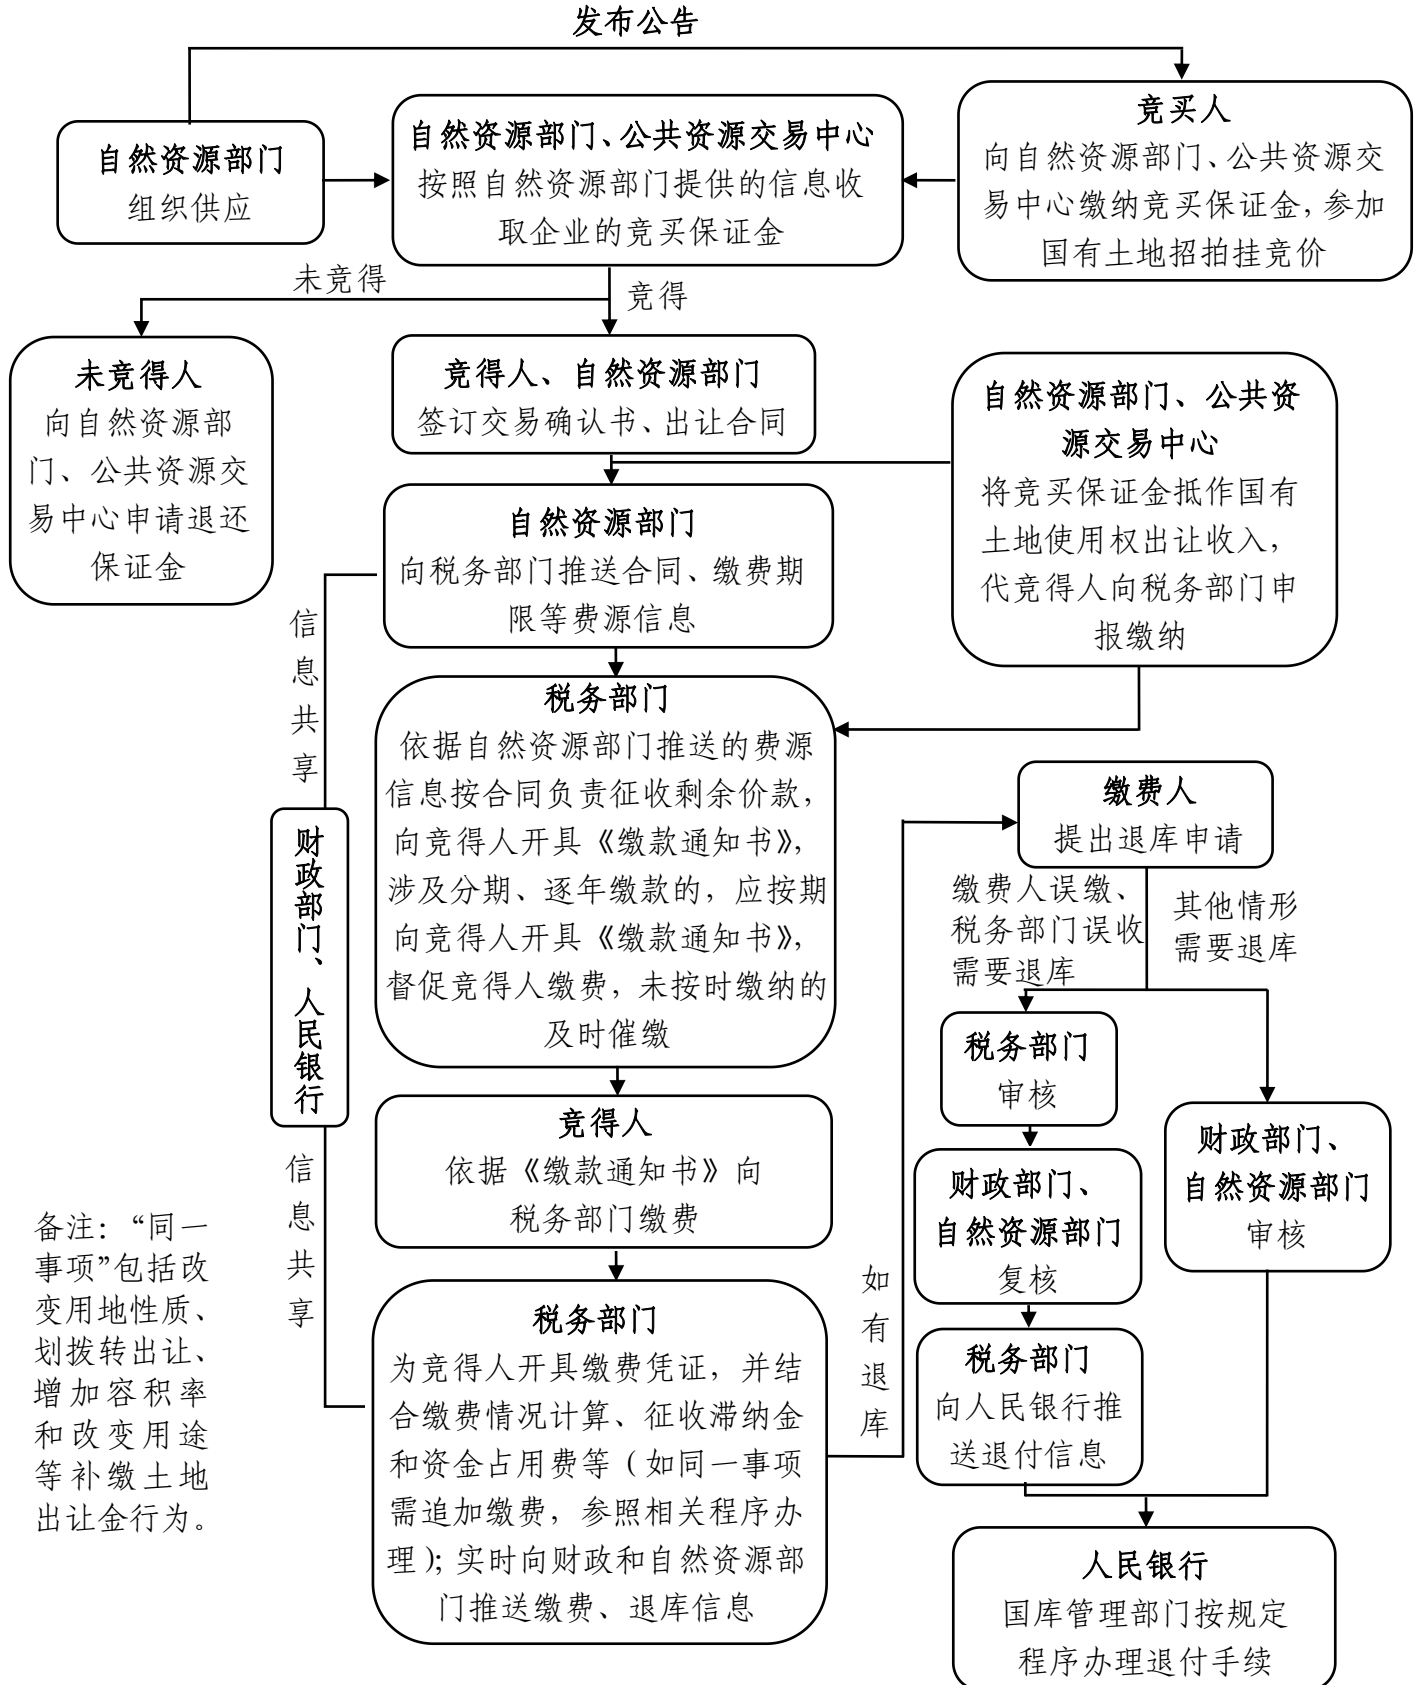 发布公告
自然资源部门
组织供应
自然资源部门、公共资源交易中心
按照自然资源部门提供的信息收
取企业的竞买保证金
竞买人
向自然资源部门、公共资源交
易中心缴纳竞买保证金,参加
国有土地招拍挂竞价
未竞得
竞得
未竞得人
向自然资源部
门、公共资源交
易中心申请退还
保证金
竞得人、自然资源部门
签订交易确认书、出让合同
自然资源部门、公共资
源交易中心
将竞买保证金抵作国有
土地使用权出让收入,
代竞得人向税务部门申
报缴纳
自然资源部门
向税务部门推送合同、缴费期
限等费源信息
信息共享
税务部门
依据自然资源部门推送的费源
信息按合同负责征收剩余价款,
向竞得人开具《缴款通知书》,
涉及分期、逐年缴款的,应按期
向竞得人开具《缴款通知书》,
督促竞得人缴费,未按时缴纳的
及时催缴
财政部门、人民银行
缴费人
提出退库申请
缴费人误缴、
税务部门误收
需要退库
其他情形
需要退库
税务部门
审核
竞得人
依据《缴款通知书》向
税务部门缴费
信息共享
财政部门、
自然资源部门
复核
财政部门、
自然资源部门
审核
备注:“同一
事项”包括改
变用地性质、
划拨转出让、
增加容积率
和改变用途
等补缴土地
出让金行为。
税务部门
为竞得人开具缴费凭证,并结
合缴费情况计算、征收滞纳金
和资金占用费等(如同一事项
需追加缴费,参照相关程序办
理);实时向财政和自然资源部
门推送缴费、退库信息
如有退库
税务部门
向人民银行推
送退付信息
人民银行
国库管理部门按规定
程序办理退付手续